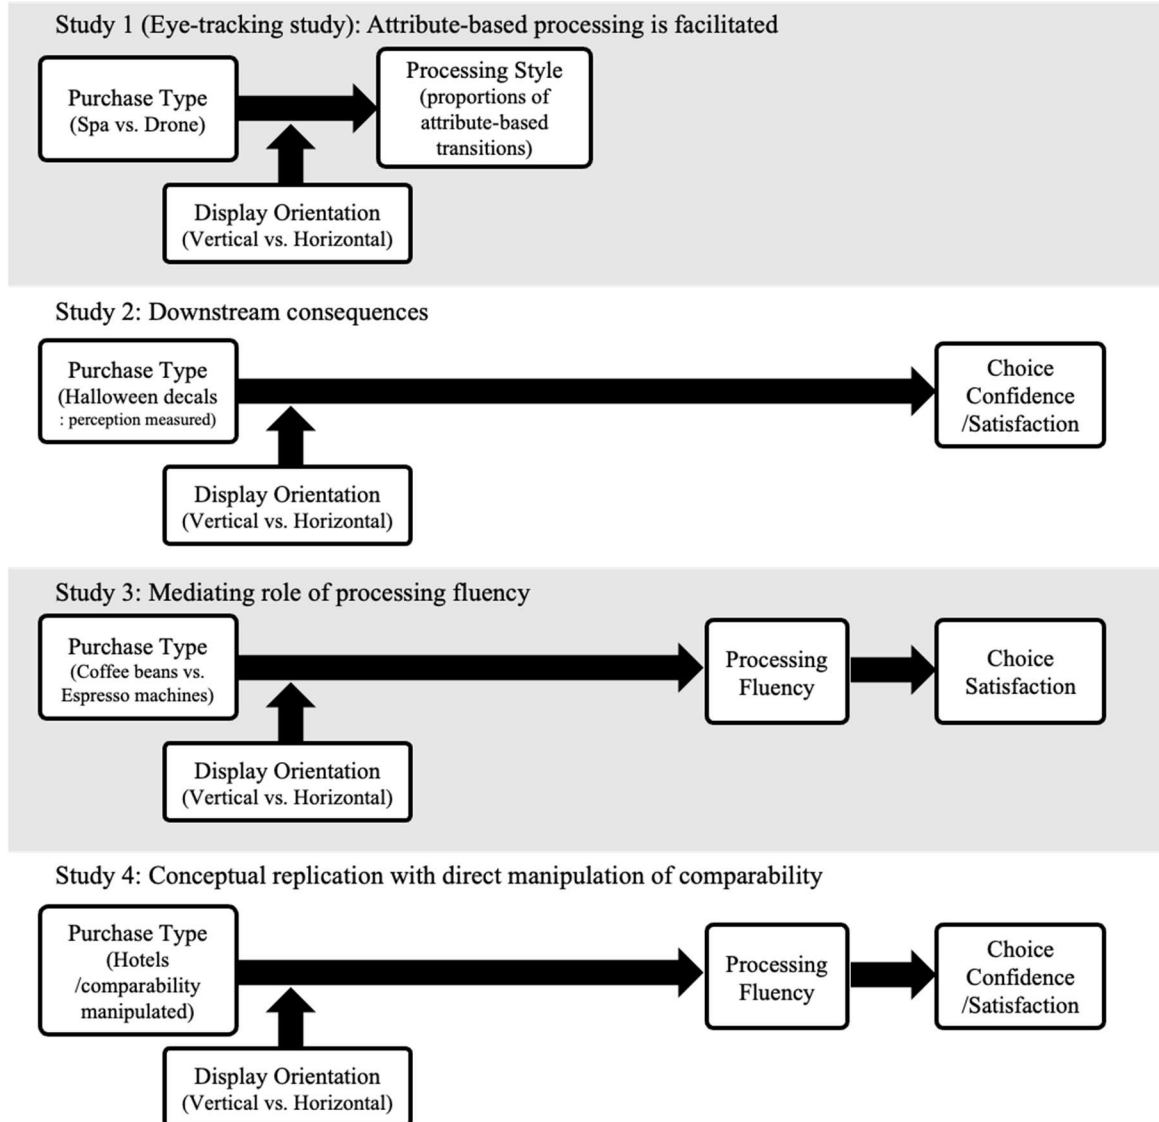 Study 1 (Eye-tracking study): Attribute-based processing is facilitated
Purchase Type
(Spa vs. Drone)
Processing Style
(proportions of
attribute-based
transitions)
Display Orientation
(Vertical vs. Horizontal)
Study 2: Downstream consequences
Purchase Type
(Halloween decals
: perception measured)
Choice
Confidence
/Satisfaction
Display Orientation
(Vertical vs. Horizontal)
Study 3: Mediating role of processing fluency
Purchase Type
(Coffee beans vs.
Espresso machines)
Processing
Fluency
Choice
Satisfaction
Display Orientation
(Vertical vs. Horizontal)
Study 4: Conceptual replication with direct manipulation of comparability
Purchase Type
(Hotels
/comparability
manipulated)
Processing
Fluency
Choice
Confidence
/Satisfaction
Display Orientation
(Vertical vs. Horizontal)